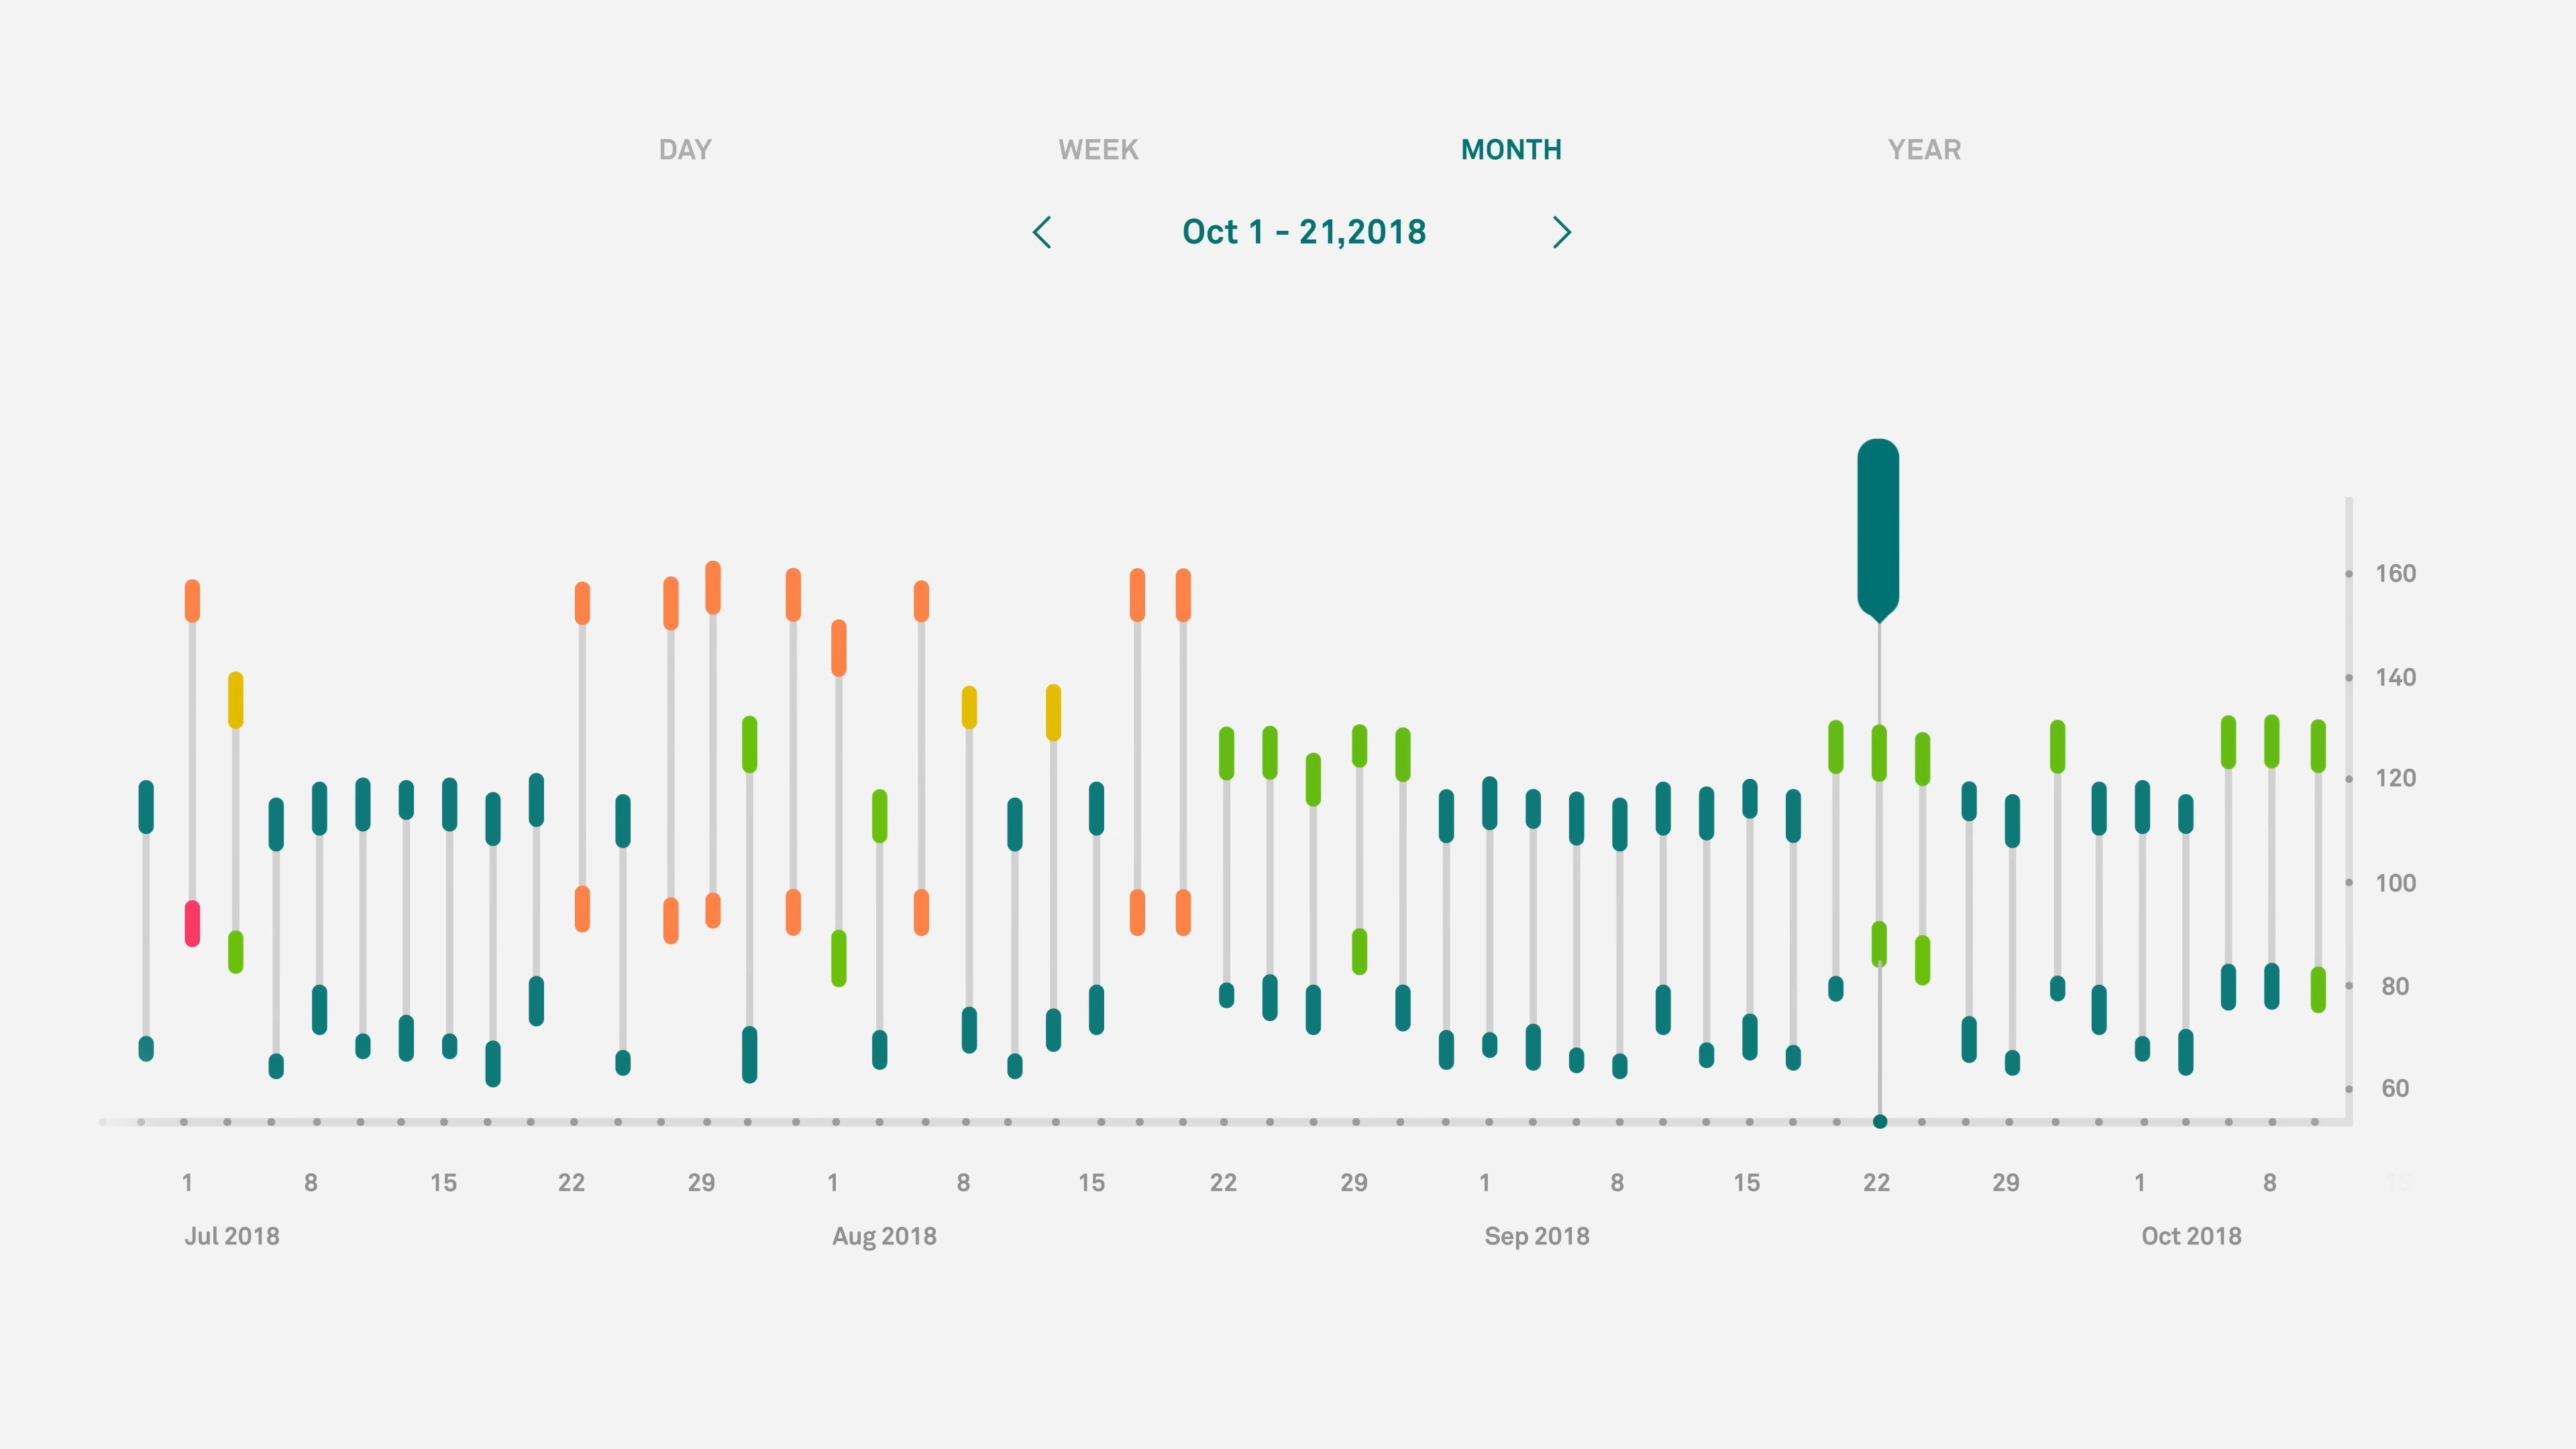 DAY WEEK MONTH YEAR
Oct 1 - 21,2018
160
140
120
100
80
60
1 8 15 22 29 1 8 15 22 29 1 8 15 22 29 1 8 15
Jul 2018 Aug 2018 Sep 2018 Oct 2018